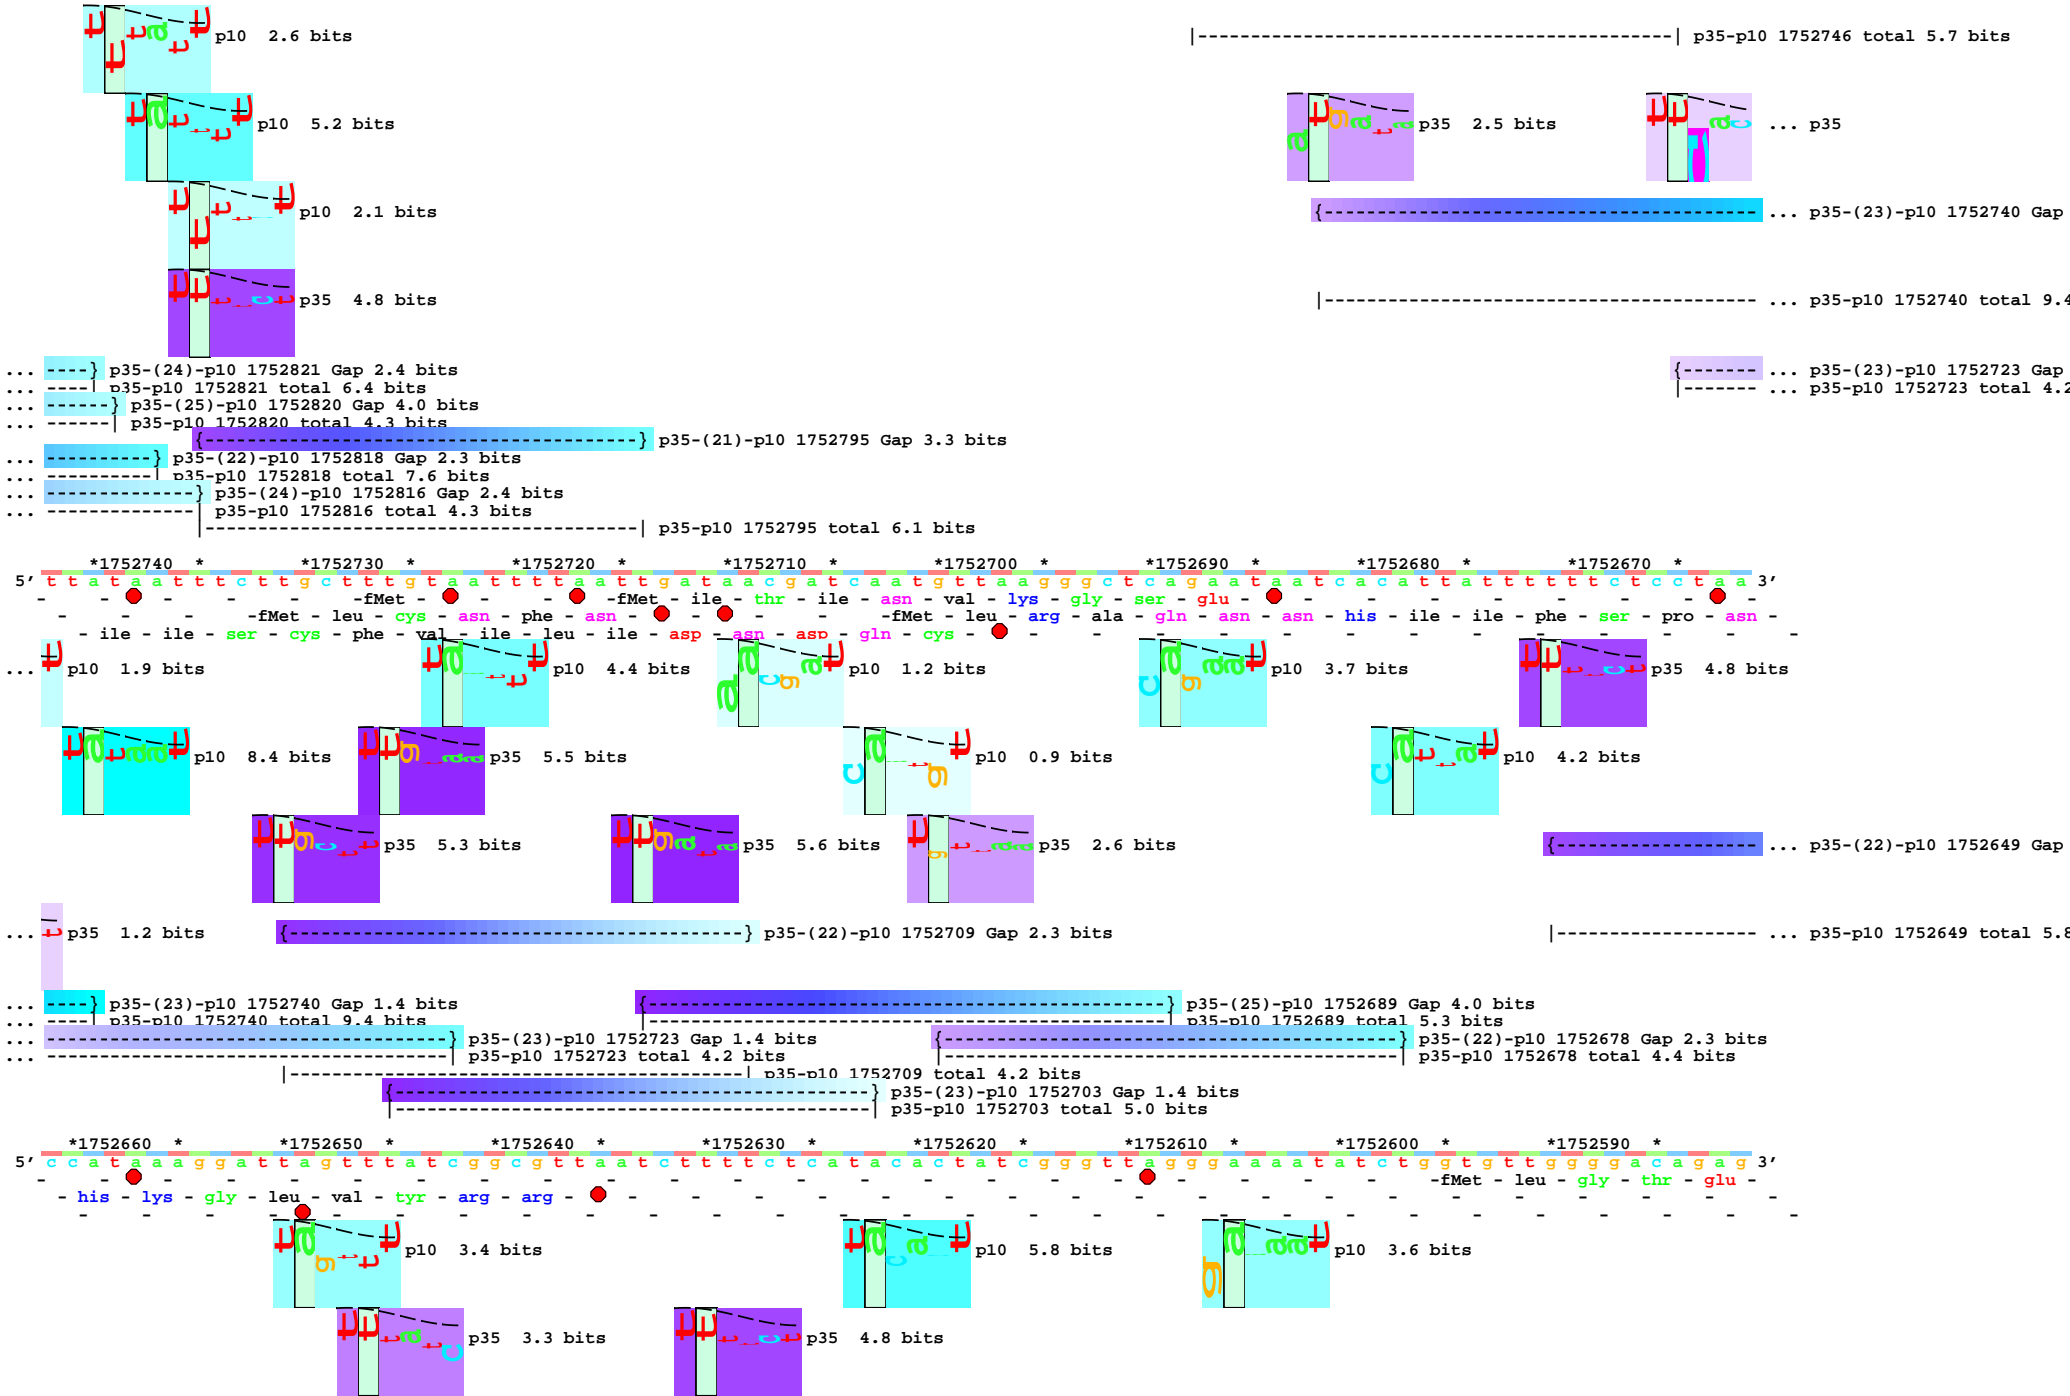 p10 2.6 bits
|----------------------------------------------| p35-p10 1752746 total 5.7 bits
p10 5.2 bits
p35 2.5 bits
... p35
p10 2.1 bits
{------------------------------------------ ... p35-(23)-p10 1752740 Gap
p35 4.8 bits
|----------------------------------------- ... p35-p10 1752740 total 9.4
... ----} p35-(24)-p10 1752821 Gap 2.4 bits
{------- ... p35-(23)-p10 1752723 Gap
... ----| p35-p10 1752821 total 6.4 bits
|------- ... p35-p10 1752723 total 4.2
... ------} p35-(25)-p10 1752820 Gap 4.0 bits
... ------| p35-p10 1752820 total 4.3 bits
{-----------------------------------------} p35-(21)-p10 1752795 Gap 3.3 bits
... ----------} p35-(22)-p10 1752818 Gap 2.3 bits
... ----------| p35-p10 1752818 total 7.6 bits
... --------------} p35-(24)-p10 1752816 Gap 2.4 bits
... --------------| p35-p10 1752816 total 4.3 bits
|-----------------------------------------| p35-p10 1752795 total 6.1 bits
*1752740 * *1752730 * *1752720 * *1752710 * *1752700 * *1752690 * *1752680 * *1752670 *
5' t t a t a a t t t c t t g c t t t g t a a t t t t a a t t g a t a a c g a t c a a t g t t a a g g g c t c a g a a t a a t c a c a t t a t t t t t t c t c c t a a 3'
- - - - -fMet - - - -fMet - ile - thr - ile - asn - val - lys - gly - ser - glu - - - - - - - -
- - - -fMet - leu - cys - asn - phe - asn - - - -fMet - leu - arg - ala - gln - asn - asn - his - ile - ile - phe - ser - pro - asn -
- ile - ile - ser - cys - phe - val - ile - leu - ile - asp - asn - asp - gln - cys - - - - - - - - - - - - -
... p10 1.9 bits
p10 4.4 bits
p10 1.2 bits
p10 3.7 bits
p35 4.8 bits
p10 8.4 bits
p35 5.5 bits
p10 0.9 bits
p10 4.2 bits
p35 5.3 bits
p35 5.6 bits
p35 2.6 bits
{------------------- ... p35-(22)-p10 1752649 Gap
... p35 1.2 bits
{--------------------------------------------} p35-(22)-p10 1752709 Gap 2.3 bits
|------------------- ... p35-p10 1752649 total 5.8
... ----} p35-(23)-p10 1752740 Gap 1.4 bits
{-------------------------------------------------} p35-(25)-p10 1752689 Gap 4.0 bits
... ----| p35-p10 1752740 total 9.4 bits
|-------------------------------------------------| p35-p10 1752689 total 5.3 bits
... --------------------------------------} p35-(23)-p10 1752723 Gap 1.4 bits
{-------------------------------------------} p35-(22)-p10 1752678 Gap 2.3 bits
... --------------------------------------| p35-p10 1752723 total 4.2 bits
|-------------------------------------------| p35-p10 1752678 total 4.4 bits
|--------------------------------------------| p35-p10 1752709 total 4.2 bits
{---------------------------------------------} p35-(23)-p10 1752703 Gap 1.4 bits
|---------------------------------------------| p35-p10 1752703 total 5.0 bits
*1752660 * *1752650 * *1752640 * *1752630 * *1752620 * *1752610 * *1752600 * *1752590 *
5' c c a t a a a g g a t t a g t t t a t c g g c g t t a a t c t t t t c t c a t a c a c t a t c g g g t t a g g g a a a a t a t c t g g t g t t g g g g a c a g a g 3'
- - - - - - - - - - - - - - - - - - - - - -fMet - leu - gly - thr - glu -
- his - lys - gly - leu - val - tyr - arg - arg - - - - - - - - - - - - - - - - - - - -
- - - - - - - - - - - - - - - - - - - - - - - - - - - -
p10 3.4 bits
p10 5.8 bits
p10 3.6 bits
p35 3.3 bits
p35 4.8 bits